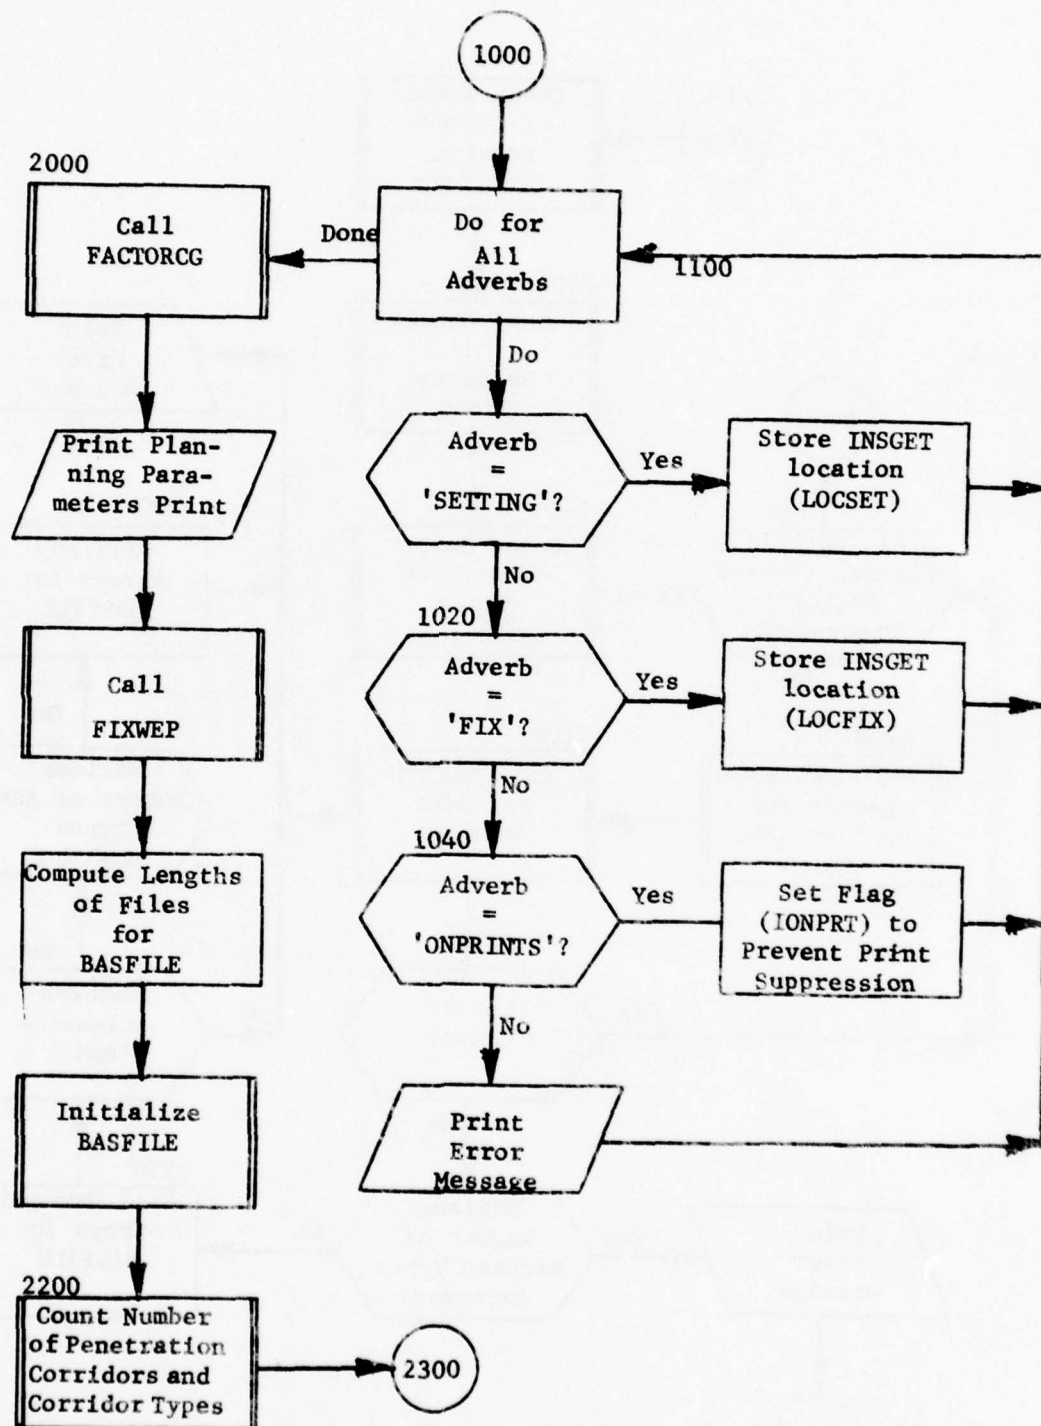 1000
2000
Call
FACTORCG
Done
Do for
All
Adverbs
1100
Do
Print Plan-
ning Para-
meters Print
Adverb
=
'SETTING'?
Yes
Store INSGET
location
(LOCSET)
No
Call
FIXWEP
1020
Adverb
=
'FIX'?
Yes
Store INSGET
location
(LOCFIX)
No
Compute Lengths
of Files
for
BASFILE
1040
Adverb
=
'ONPRINTS'?
Yes
Set Flag
(IONPRT) to
Prevent Print
Suppression
No
Initialize
BASFILE
Print
Error
Message
2200
Count Number
of Penetration
Corridors and
Corridor Types
2300